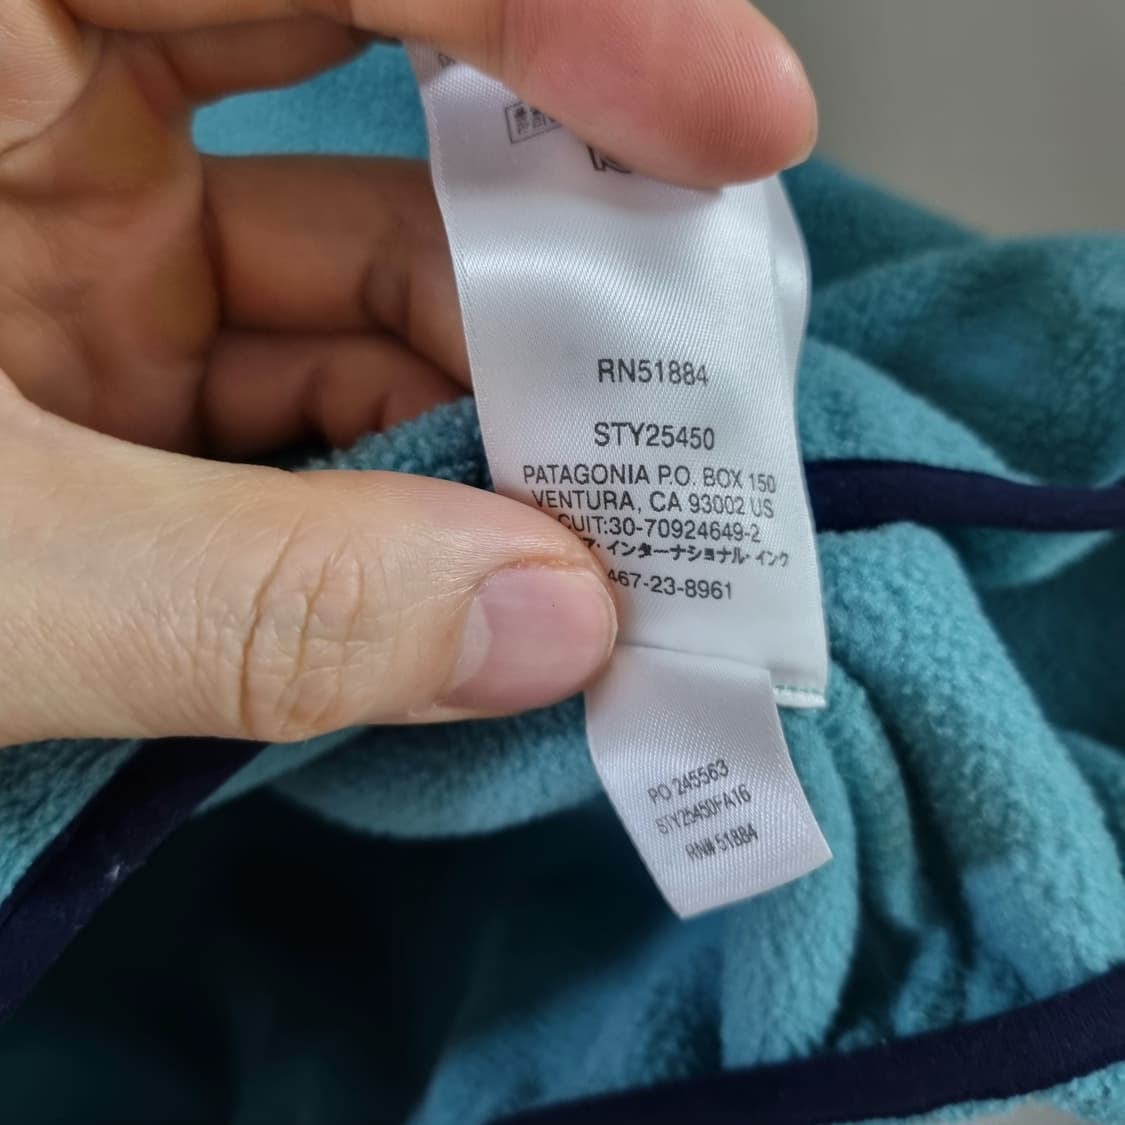 RN51884
STY25450
PATAGONIA P.O. BOX 150
VENTURA, CA 93002 US
CUIT:30-70924649-2
ア・インターナショナル・インク
467-23-8961
PO 245563
STY25450FA16
RN# 51884